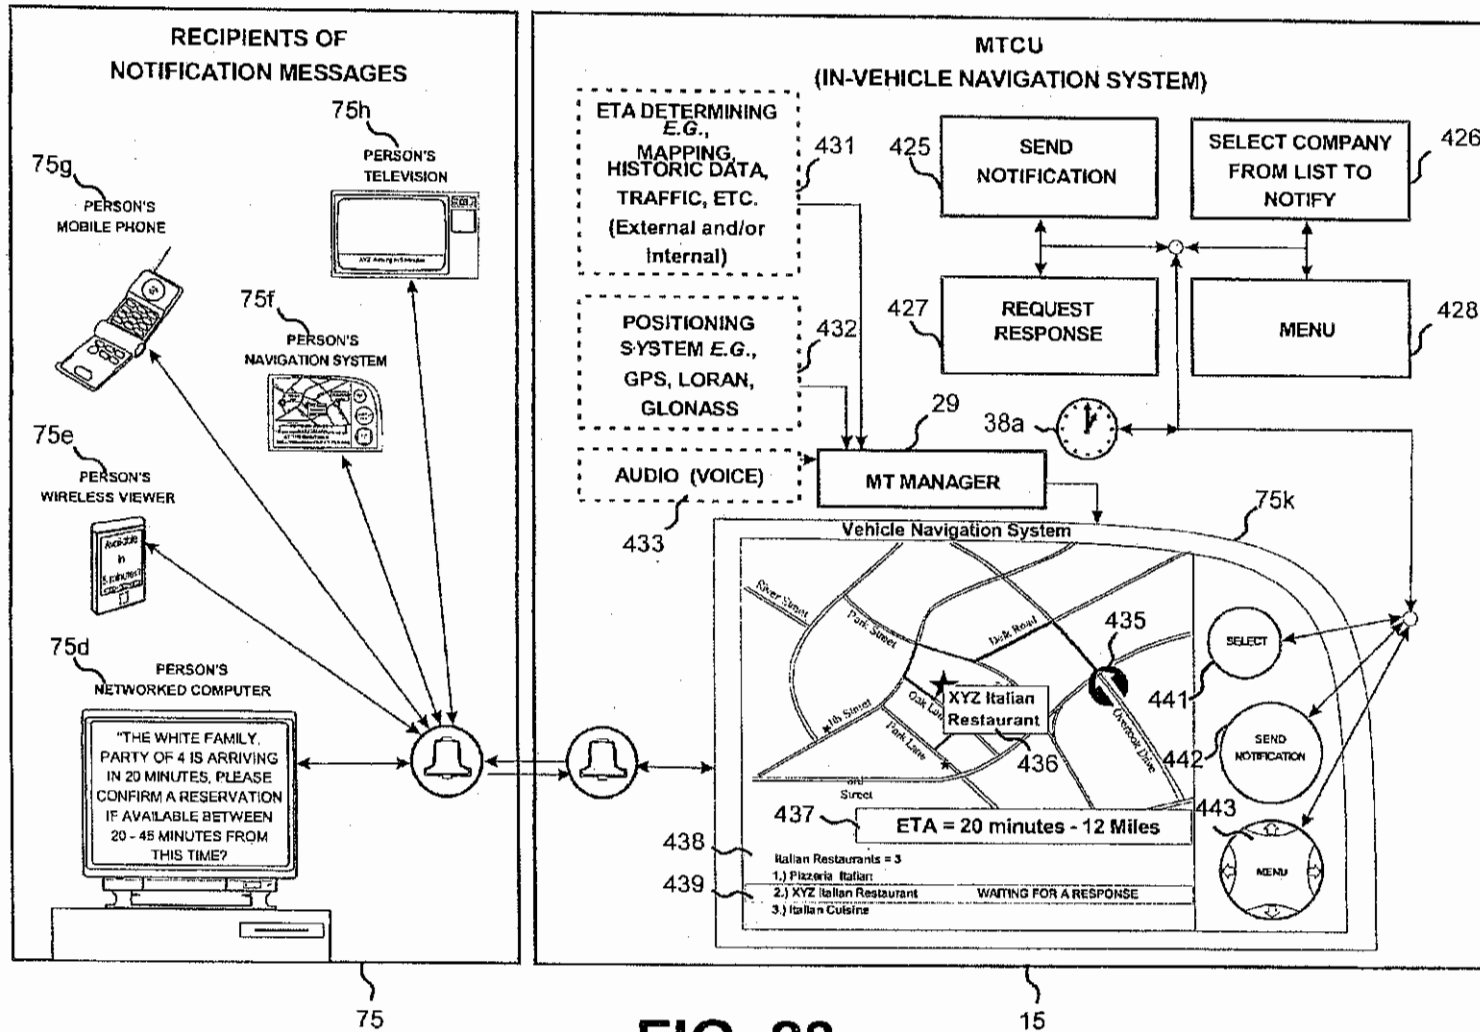 RECIPIENTS OF
NOTIFICATION MESSAGES
75h
PERSON'S
TELEVISION
75g
PERSON'S
MOBILE PHONE
75f
PERSON'S
NAVIGATION SYSTEM
75e
PERSON'S
WIRELESS VIEWER
Available
in
5 minutes?
75d
PERSON'S
NETWORKED COMPUTER
"THE WHITE FAMILY,
PARTY OF 4 IS ARRIVING
IN 20 MINUTES, PLEASE
CONFIRM A RESERVATION
IF AVAILABLE BETWEEN
20 - 45 MINUTES FROM
THIS TIME?
75
MTCU
(IN-VEHICLE NAVIGATION SYSTEM)
ETA DETERMINING
E.G.,
MAPPING,
HISTORIC DATA,
TRAFFIC, ETC.
(External and/or
Internal)
431
425
SEND
NOTIFICATION
SELECT COMPANY
FROM LIST TO
NOTIFY
426
POSITIONING
SYSTEM E.G.,
GPS, LORAN,
GLONASS
432
427
REQUEST
RESPONSE
MENU
428
29
38a
AUDIO (VOICE)
433
MT MANAGER
75k
Vehicle Navigation System
River Street
Park Street
Dalk Road
435
SELECT
441
XYZ Italian
Restaurant
436
Park Lane
Overbook Drive
SEND
NOTIFICATION
442
Street
437
ETA = 20 minutes - 12 Miles
443
MENU
438
Italian Restaurants = 3
1.) Pizzeria Italian
439
2.) XYZ Italian Restaurant WAITING FOR A RESPONSE
3.) Italian Cuisine
15